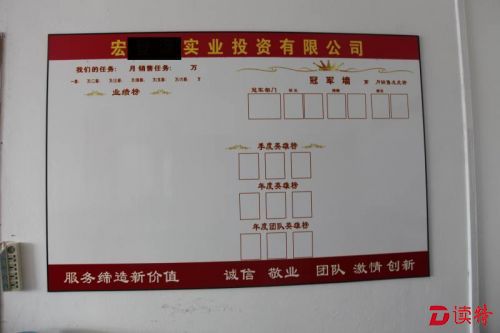 宏 实业投资有限公司
我们的任务: 月销售任务: 万
业绩榜
冠军墙
冠军部门
季度英雄榜
年度英雄榜
年度团队英雄榜
服务缔造新价值 诚信 敬业 团队 激情 创新
读特